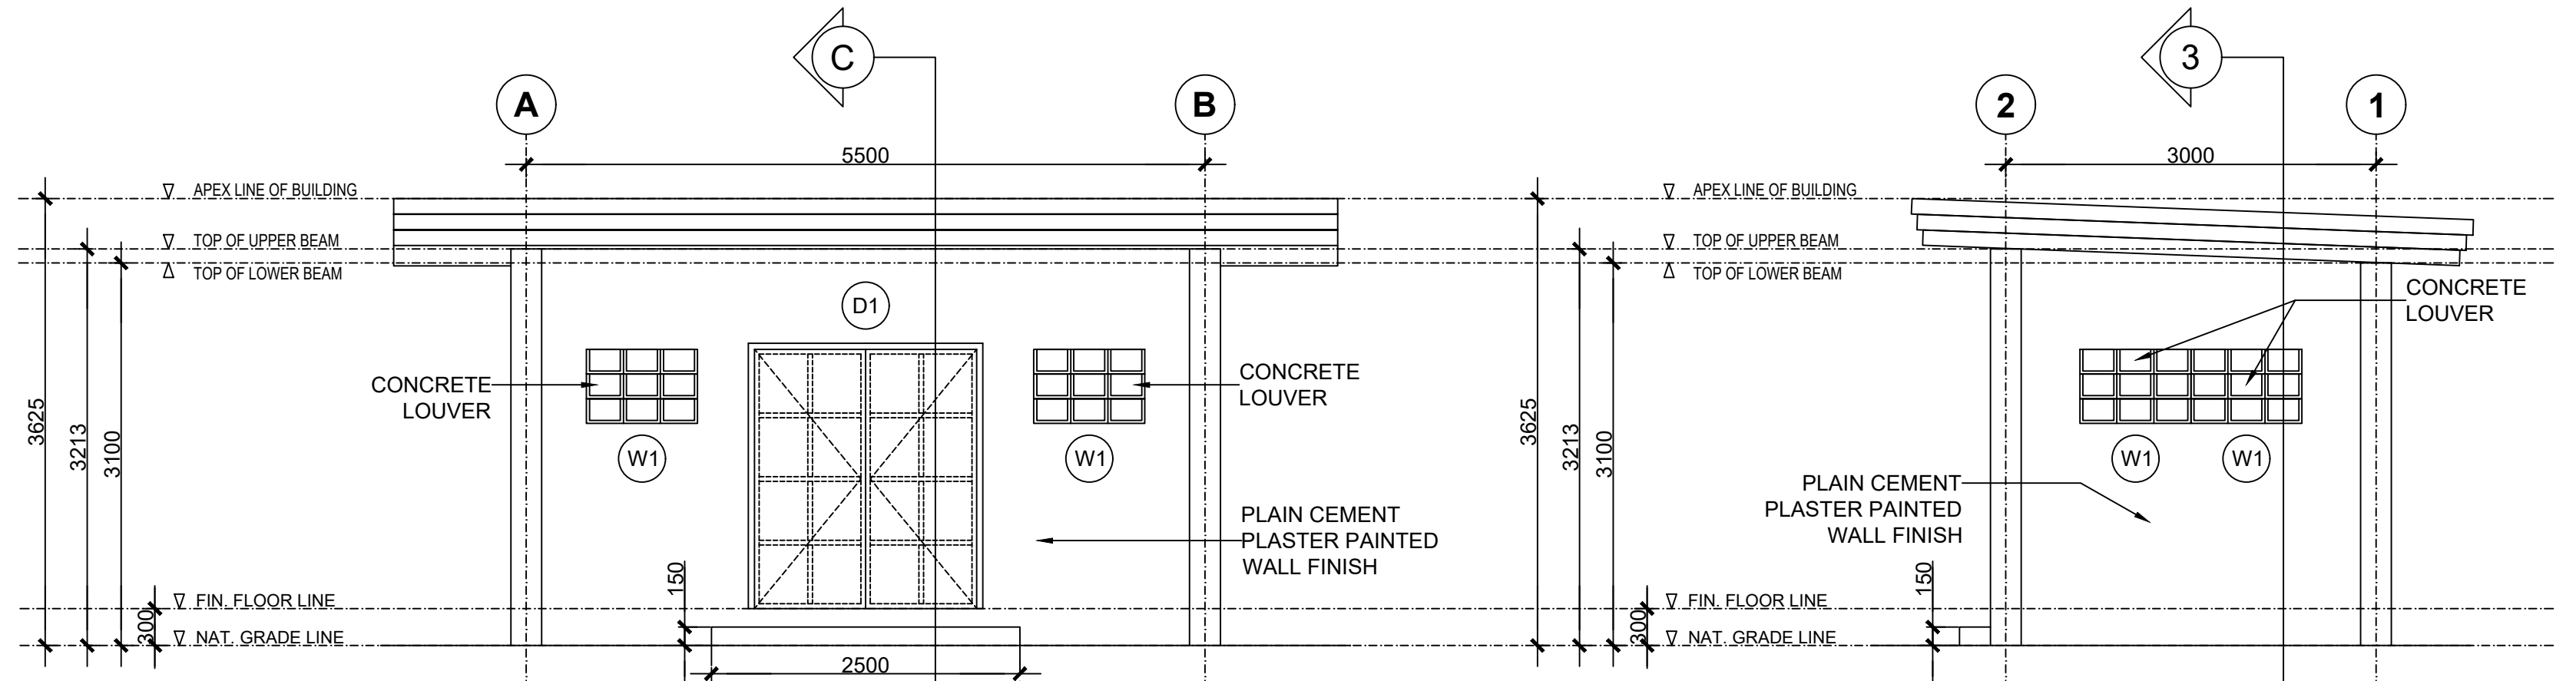 C
3
A
B
2
1
5500
3000
APEX LINE OF BUILDING
APEX LINE OF BUILDING
TOP OF UPPER BEAM
TOP OF UPPER BEAM
TOP OF LOWER BEAM
TOP OF LOWER BEAM
CONCRETE
LOUVER
D1
CONCRETE
LOUVER
CONCRETE
LOUVER
3625
3213
3100
3625
3213
3100
W1
W1
W1
W1
PLAIN CEMENT
PLASTER PAINTED
WALL FINISH
PLAIN CEMENT
PLASTER PAINTED
WALL FINISH
150
150
FIN. FLOOR LINE
FIN. FLOOR LINE
300
300
NAT. GRADE LINE
NAT. GRADE LINE
2500